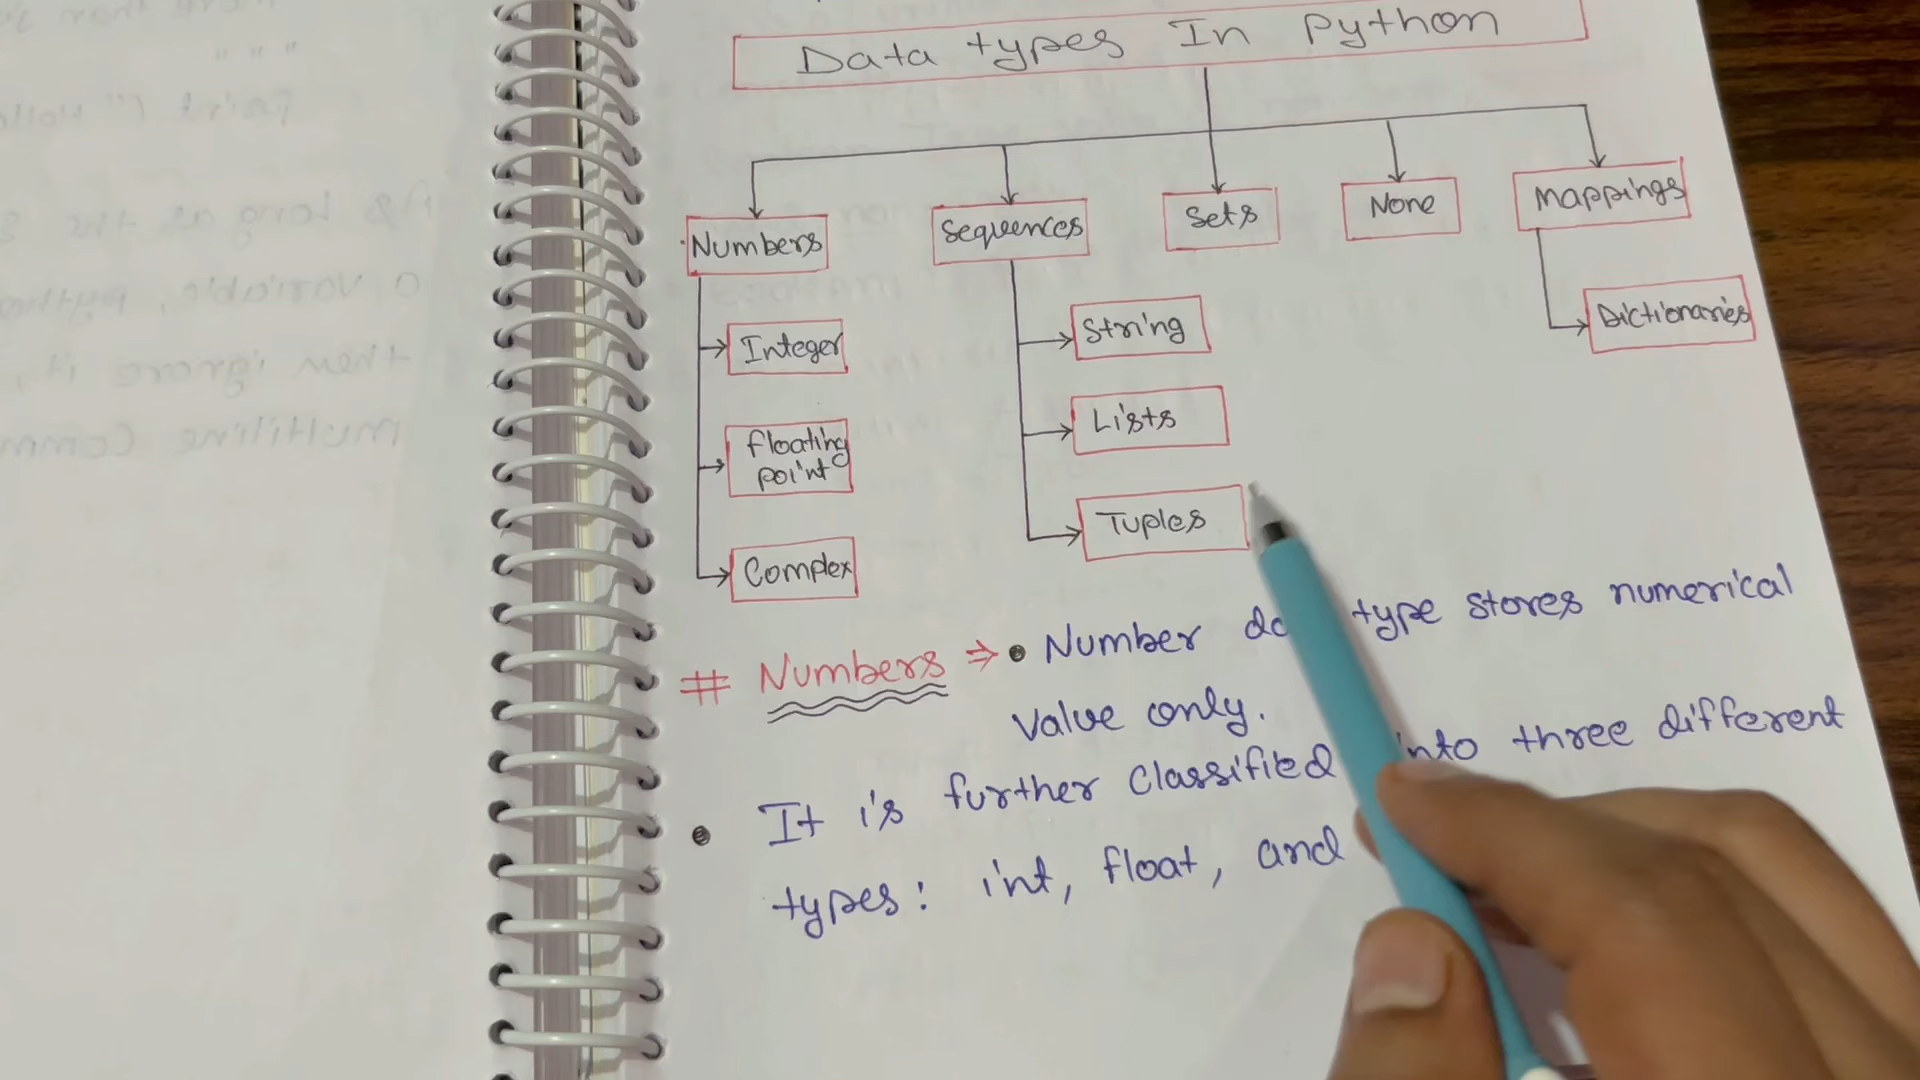 Data types In Python
Numbers
Sequences
Sets
None
Mappings
Integer
floating
point
Complex
String
Lists
Tuples
Dictionaries
# Numbers ⇒ • Number type stores numerical
value only.
• It is further Classified into three different
types: int, float, and